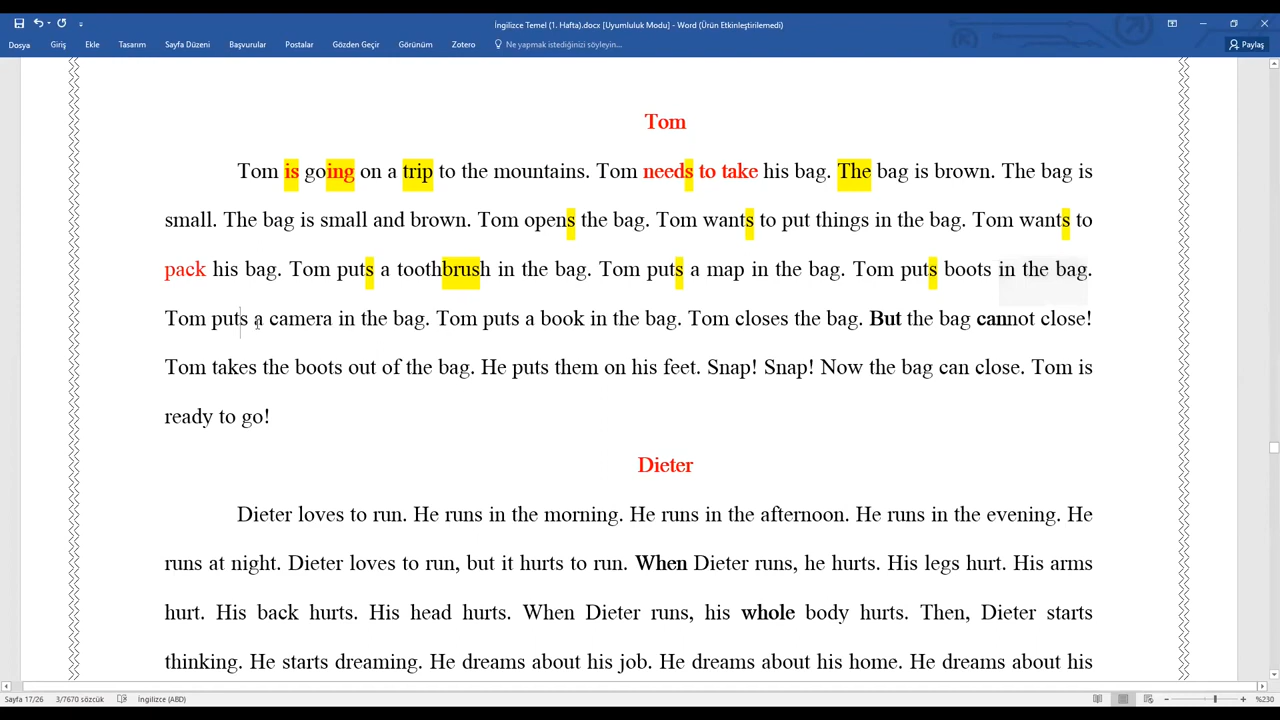 İngilizce Temel (1. Hafta).docx [Uyumluluk Modu] - Word (Ürün Etkinleştirilemedi)
Dosya Giriş Ekle Tasarım Sayfa Düzeni Başvurular Postalar Gözden Geçir Görünüm Zotero Ne yapmak istediğinizi söyleyin... Paylaş
Tom
Tom is going on a trip to the mountains. Tom needs to take his bag. The bag is brown. The bag is
small. The bag is small and brown. Tom opens the bag. Tom wants to put things in the bag. Tom wants to
pack his bag. Tom puts a toothbrush in the bag. Tom puts a map in the bag. Tom puts boots in the bag.
Tom puts a camera in the bag. Tom puts a book in the bag. Tom closes the bag. But the bag cannot close!
Tom takes the boots out of the bag. He puts them on his feet. Snap! Snap! Now the bag can close. Tom is
ready to go!
Dieter
Dieter loves to run. He runs in the morning. He runs in the afternoon. He runs in the evening. He
runs at night. Dieter loves to run, but it hurts to run. When Dieter runs, he hurts. His legs hurt. His arms
hurt. His back hurts. His head hurts. When Dieter runs, his whole body hurts. Then, Dieter starts
thinking. He starts dreaming. He dreams about his job. He dreams about his home. He dreams about his
Sayfa 17/26 3/7670 sözcük İngilizce (ABD) %230